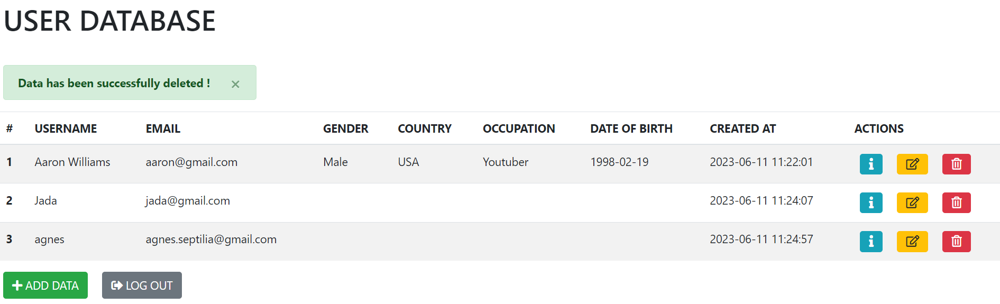 USER DATABASE
Data has been successfully deleted ! ×
# USERNAME EMAIL GENDER COUNTRY OCCUPATION DATE OF BIRTH CREATED AT ACTIONS
1 Aaron Williams aaron@gmail.com Male USA Youtuber 1998-02-19 2023-06-11 11:22:01
2 Jada jada@gmail.com 2023-06-11 11:24:07
3 agnes agnes.septilia@gmail.com 2023-06-11 11:24:57
ADD DATA LOG OUT